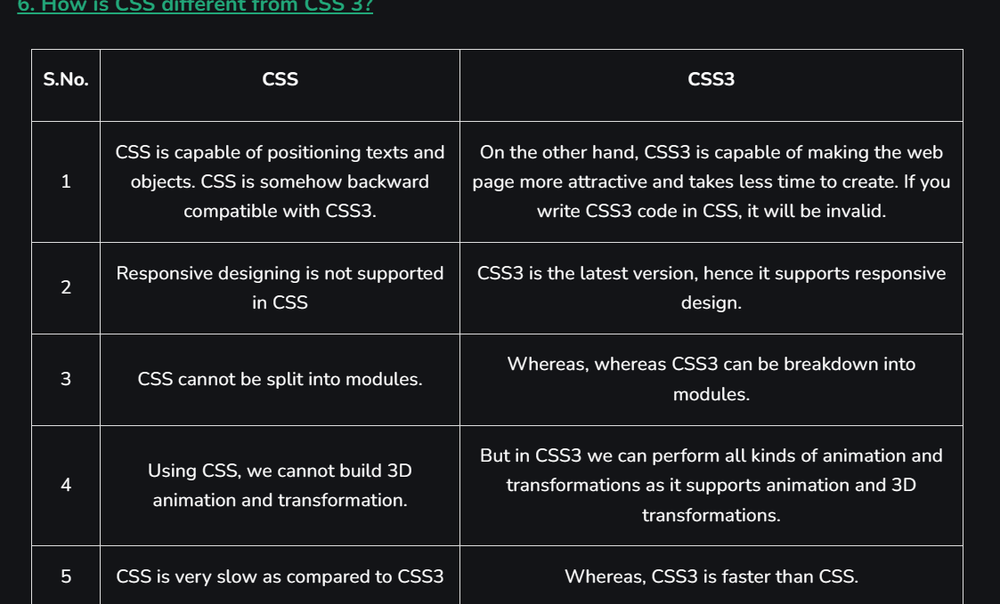 6. How is CSS different from CSS 3?
S.No.
CSS
CSS3
1
CSS is capable of positioning texts and
objects. CSS is somehow backward
compatible with CSS3.
On the other hand, CSS3 is capable of making the web
page more attractive and takes less time to create. If you
write CSS3 code in CSS, it will be invalid.
2
Responsive designing is not supported
in CSS
CSS3 is the latest version, hence it supports responsive
design.
3
CSS cannot be split into modules.
Whereas, whereas CSS3 can be breakdown into
modules.
4
Using CSS, we cannot build 3D
animation and transformation.
But in CSS3 we can perform all kinds of animation and
transformations as it supports animation and 3D
transformations.
5
CSS is very slow as compared to CSS3
Whereas, CSS3 is faster than CSS.